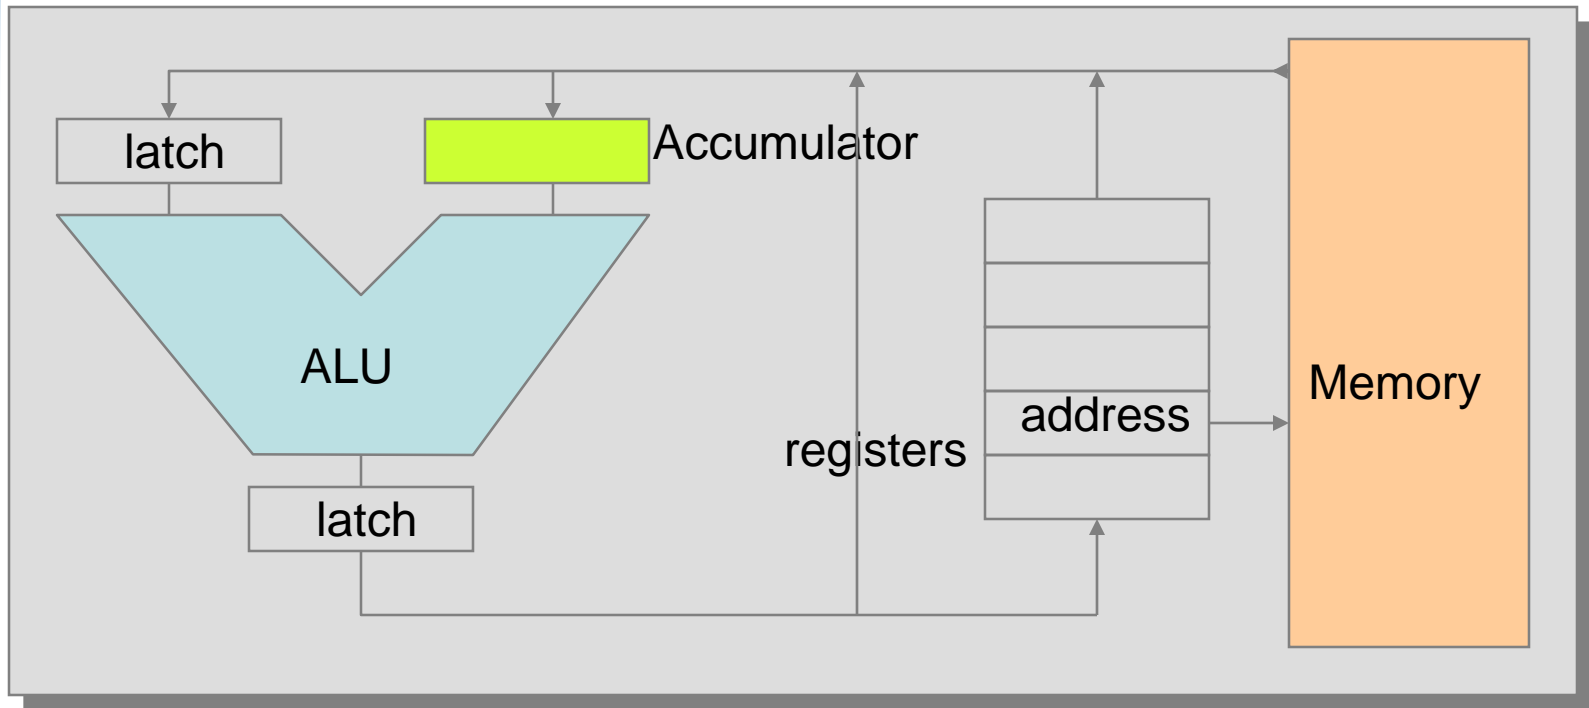 latch
Accumulator
ALU
Memory
address
registers
latch